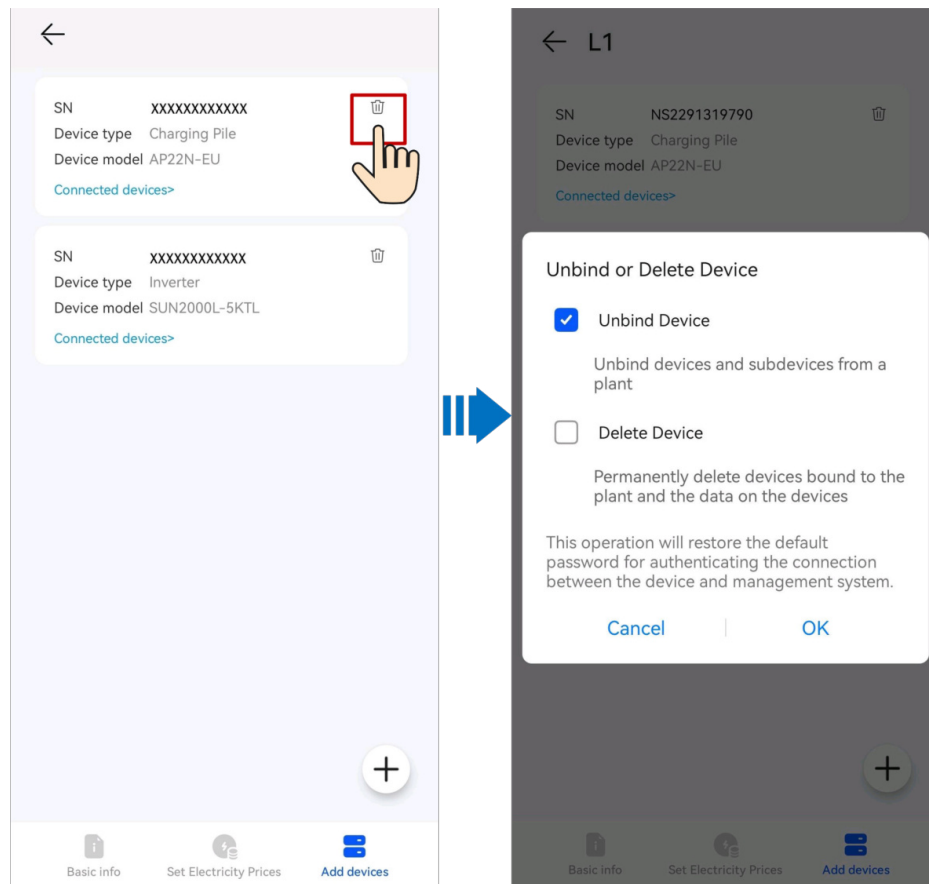 SN XXXXXXXXXXXX
Device type Charging Pile
Device model AP22N-EU
Connected devices>
SN XXXXXXXXXXXX
Device type Inverter
Device model SUN2000L-5KTL
Connected devices>
Basic info Set Electricity Prices Add devices
L1
SN NS2291319790
Device type Charging Pile
Device model AP22N-EU
Connected devices>
Unbind or Delete Device
Unbind Device
Unbind devices and subdevices from a
plant
Delete Device
Permanently delete devices bound to the
plant and the data on the devices
This operation will restore the default
password for authenticating the connection
between the device and management system.
Cancel OK
Basic info Set Electricity Prices Add devices